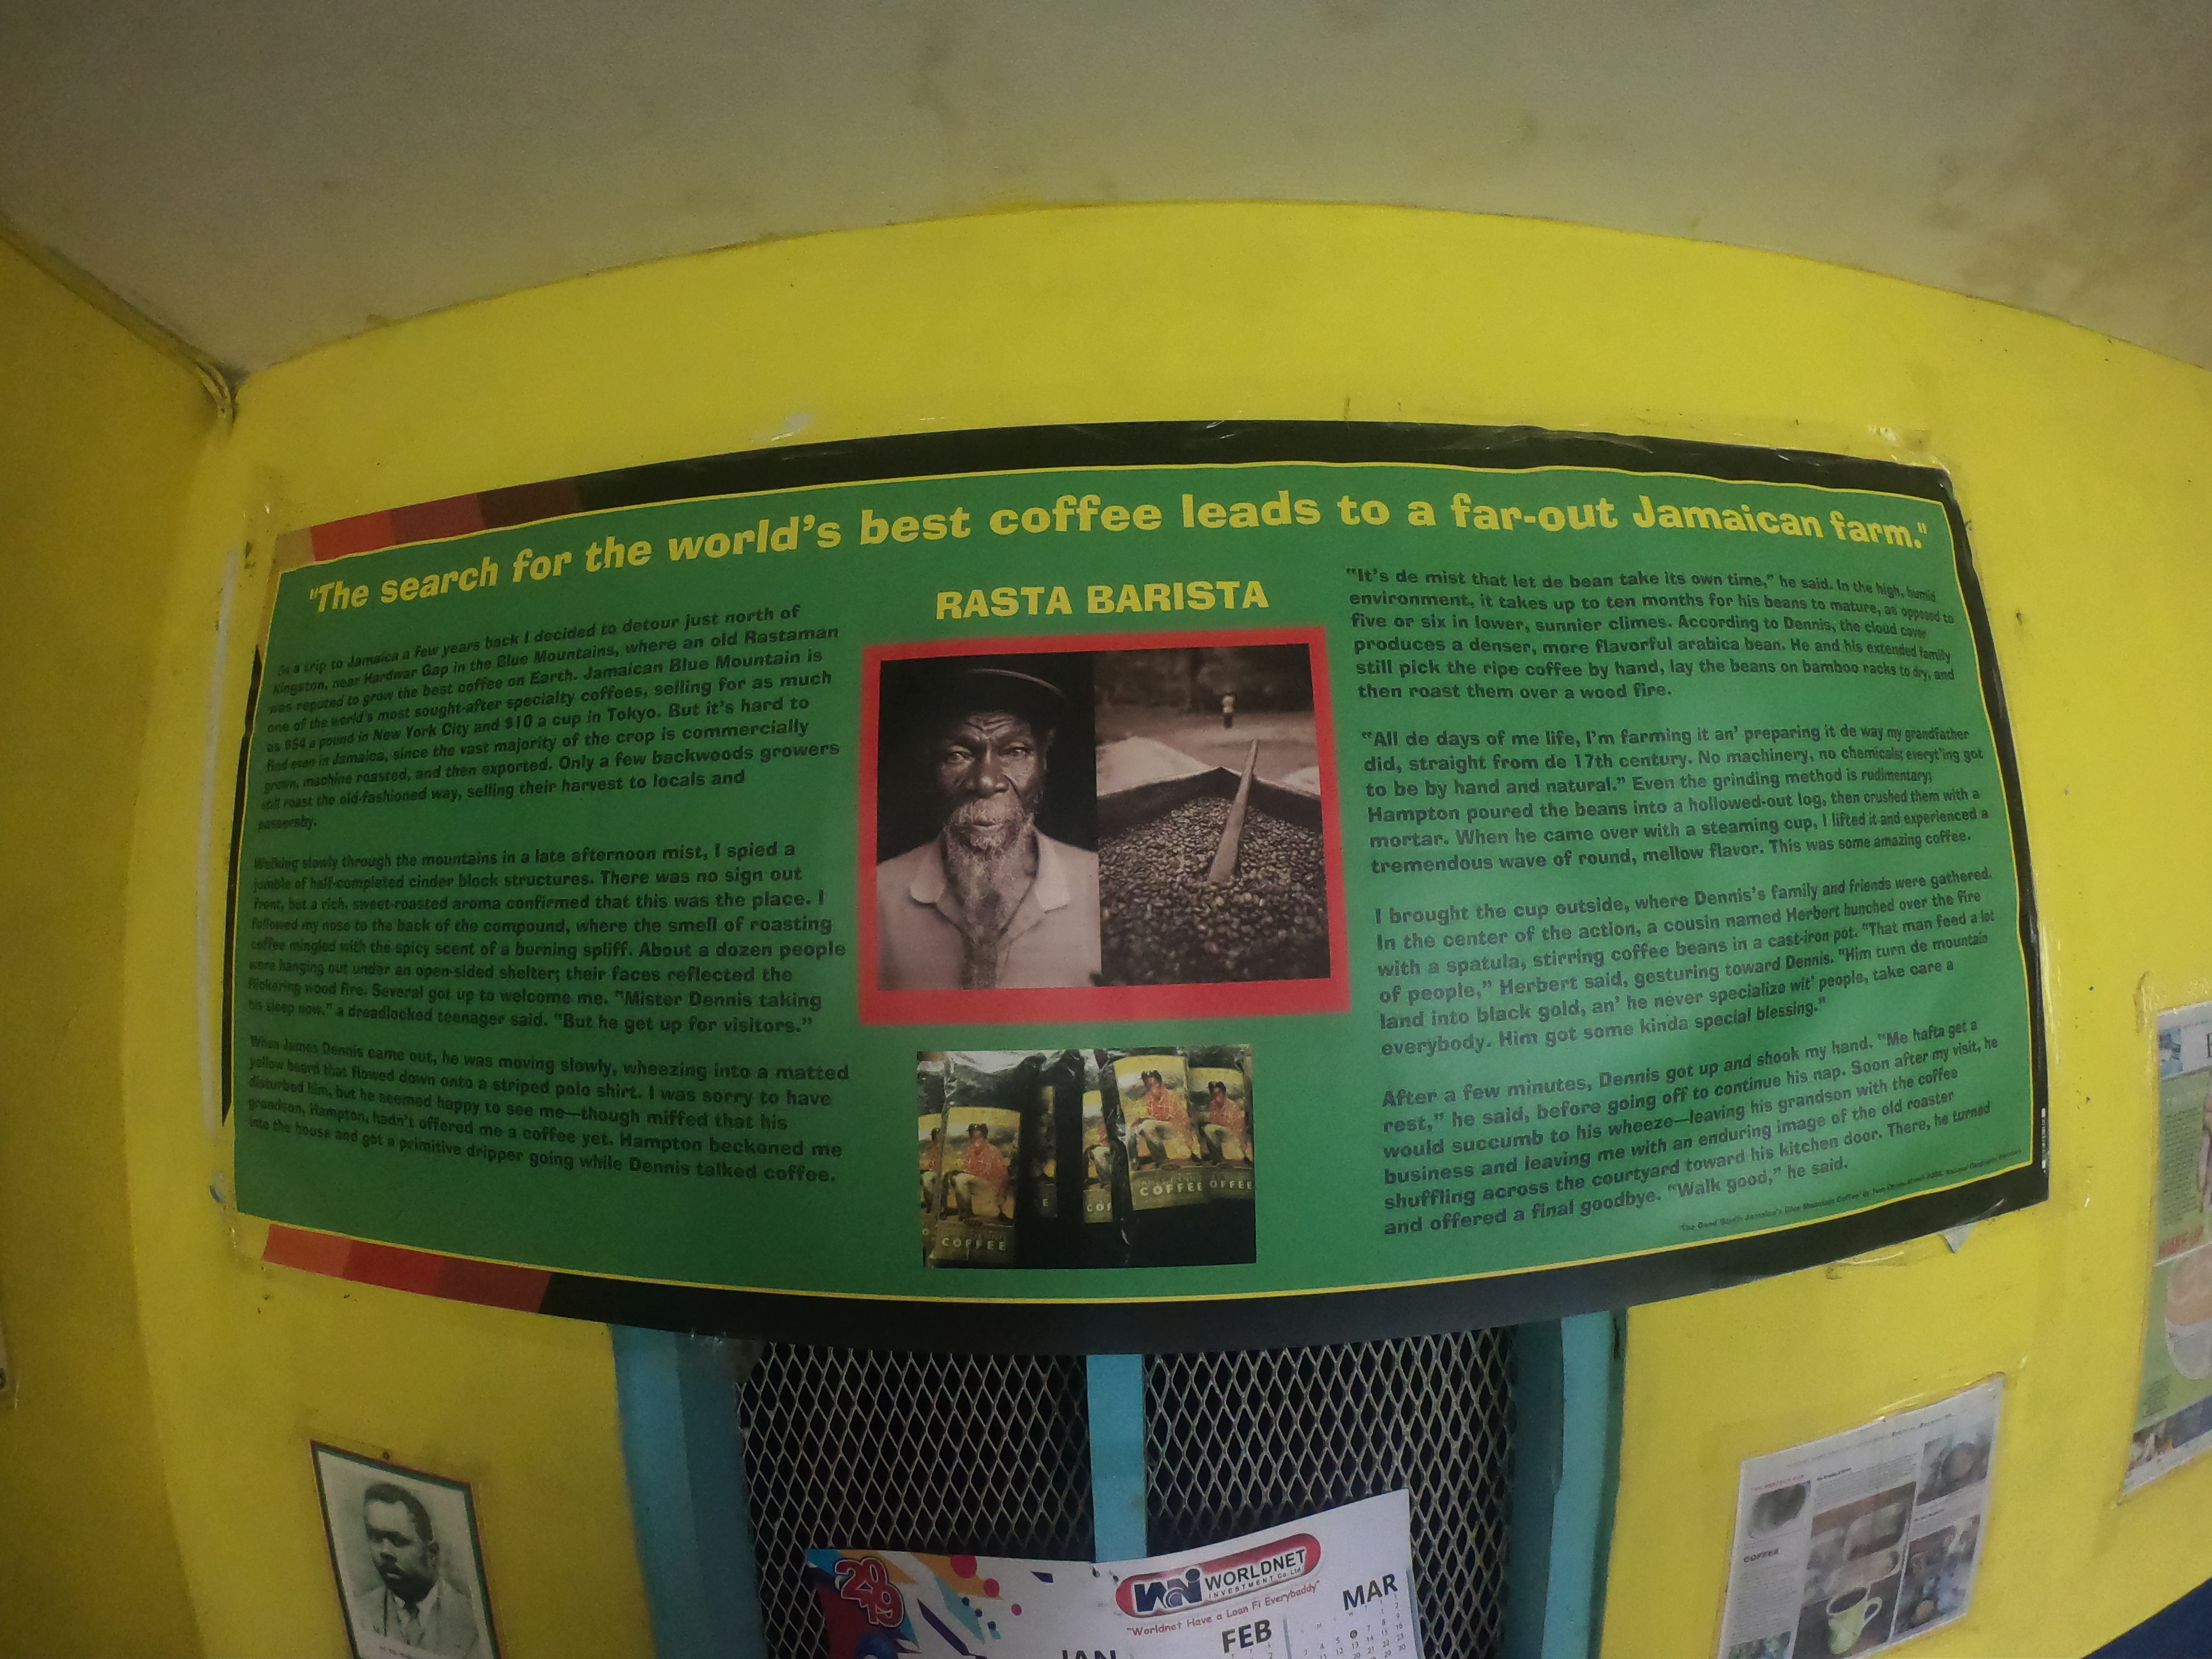 "The search for the world's best coffee leads to a far-out Jamaican farm."
RASTA BARISTA
On a trip to Jamaica a few years back I decided to detour just north of
Kingston, near Hardwar Gap in the Blue Mountains, where an old Rastaman
was reputed to grow the best coffee on Earth. Jamaican Blue Mountain is
one of the world's most sought-after specialty coffees, selling for as much
as $54 a pound in New York City and $10 a cup in Tokyo. But it's hard to
find even in Jamaica, since the vast majority of the crop is commercially
grown, machine roasted, and then exported. Only a few backwoods growers
still roast the old-fashioned way, selling their harvest to locals and
passersby.
Walking slowly through the mountains in a late afternoon mist, I spied a
jumble of half-completed cinder block structures. There was no sign out
front, but a rich, sweet-roasted aroma confirmed that this was the place. I
followed my nose to the back of the compound, where the smell of roasting
coffee mingled with the spicy scent of a burning spliff. About a dozen people
were hanging out under an open-sided shelter; their faces reflected the
flickering wood fire. Several got up to welcome me. "Mister Dennis taking
his sleep now," a dreadlocked teenager said. "But he get up for visitors."
When James Dennis came out, he was moving slowly, wheezing into a matted
yellow beard that flowed down onto a striped polo shirt. I was sorry to have
disturbed him, but he seemed happy to see me—though miffed that his
grandson, Hampton, hadn't offered me a coffee yet. Hampton beckoned me
into the house and got a primitive dripper going while Dennis talked coffee.
"It's de mist that let de bean take its own time," he said. In the high, humid
environment, it takes up to ten months for his beans to mature, as opposed to
five or six in lower, sunnier climes. According to Dennis, the cloud cover
produces a denser, more flavorful arabica bean. He and his extended family
still pick the ripe coffee by hand, lay the beans on bamboo racks to dry, and
then roast them over a wood fire.
"All de days of me life, I'm farming it an' preparing it de way my grandfather
did, straight from de 17th century. No machinery, no chemicals; everyt'ing got
to be by hand and natural." Even the grinding method is rudimentary;
Hampton poured the beans into a hollowed-out log, then crushed them with a
mortar. When he came over with a steaming cup, I lifted it and experienced a
tremendous wave of round, mellow flavor. This was some amazing coffee.
I brought the cup outside, where Dennis's family and friends were gathered.
In the center of the action, a cousin named Herbert hunched over the fire
with a spatula, stirring coffee beans in a cast-iron pot. "That man feed a lot
of people," Herbert said, gesturing toward Dennis. "Him turn de mountain
land into black gold, an' he never specialize wit' people, take care a
everybody. Him got some kinda special blessing."
After a few minutes, Dennis got up and shook my hand. "Me hafta get a
rest," he said, before going off to continue his nap. Soon after my visit, he
would succumb to his wheeze—leaving his grandson with the coffee
business and leaving me with an enduring image of the old roaster
shuffling across the courtyard toward his kitchen door. There, he turned
and offered a final goodbye. "Walk good," he said.
COFFEE
COF
COFFEE
OFFEE
2019
WORLDNET
INVESTMENT Co. Ltd
"Worldnet Have a Loan Fi Everybaddy"
JAN
FEB
MAR
COFFEE